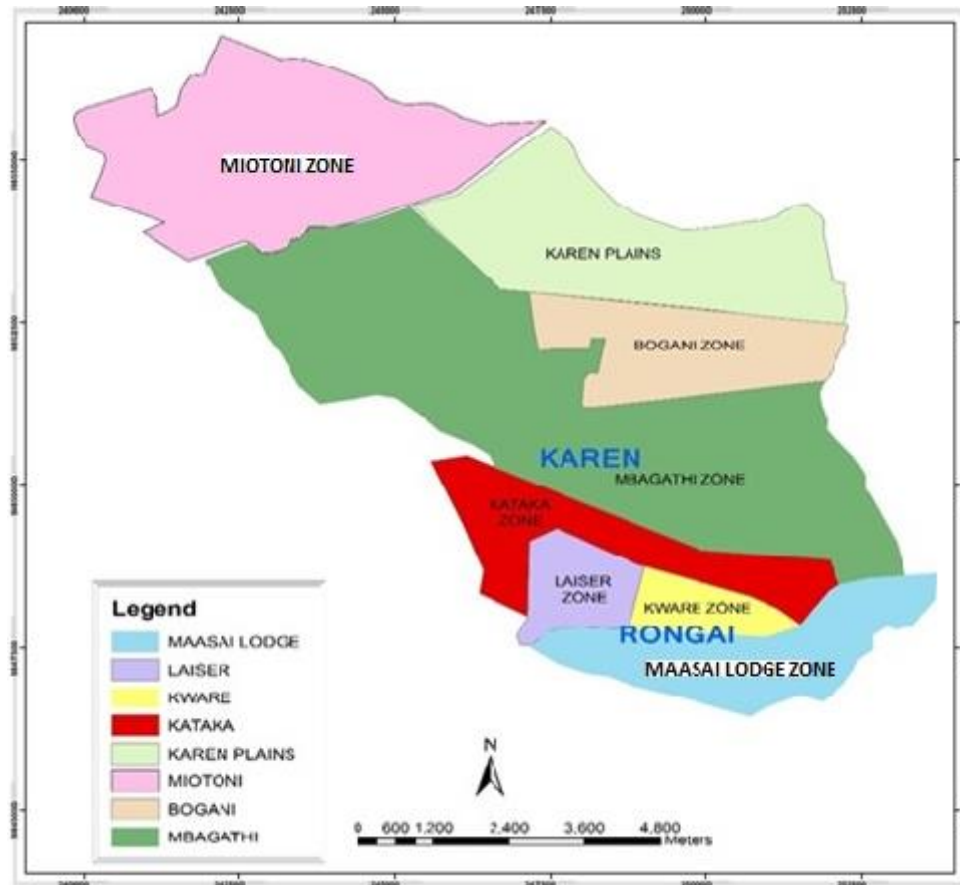 MIOTONI ZONE
KAREN PLAINS
BOGANI ZONE
KAREN
MBAGATHI ZONE
KATAKA
ZONE
LAISER
ZONE
KWARE ZONE
RONGAI
MAASAI LODGE ZONE
Legend
MAASAI LODGE
LAISER
KWARE
KATAKA
KAREN PLAINS
MIOTONI
BOGANI
MBAGATHI
N
0 600 1,200 2,400 3,600 4,800
Meters